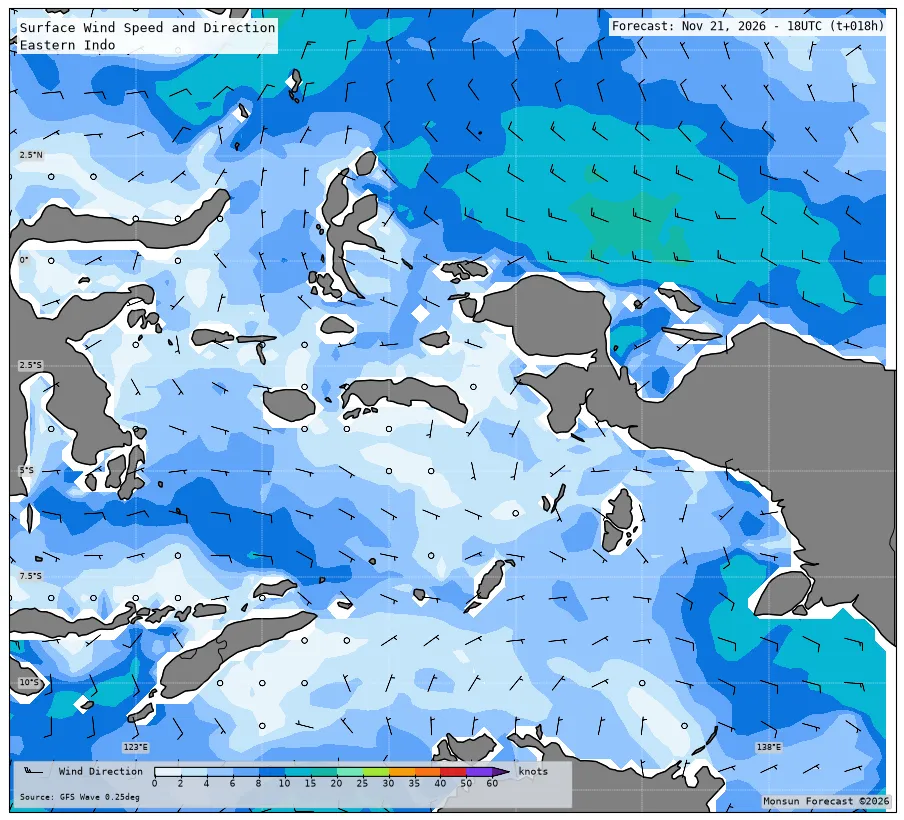 Surface Wind Speed and Direction
Eastern Indo
Forecast: Nov 21, 2026 - 18UTC (t+018h)
2.5°N
0°
2.5°S
5°S
7.5°S
10°S
123°E
138°E
Wind Direction
0 2 4 6 8 10 15 20 25 30 35 40 50 60
knots
Source: GFS Wave 0.25deg
Monsun Forecast ©2026